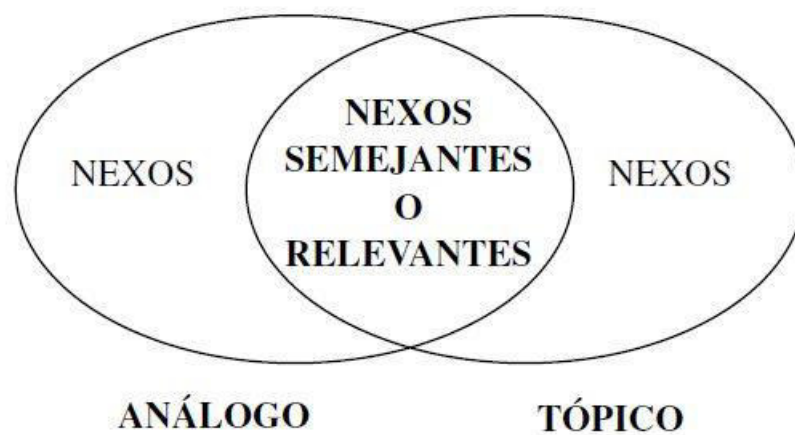 NEXOS
NEXOS
SEMEJANTES
O
RELEVANTES
NEXOS
ANÁLOGO
TÓPICO